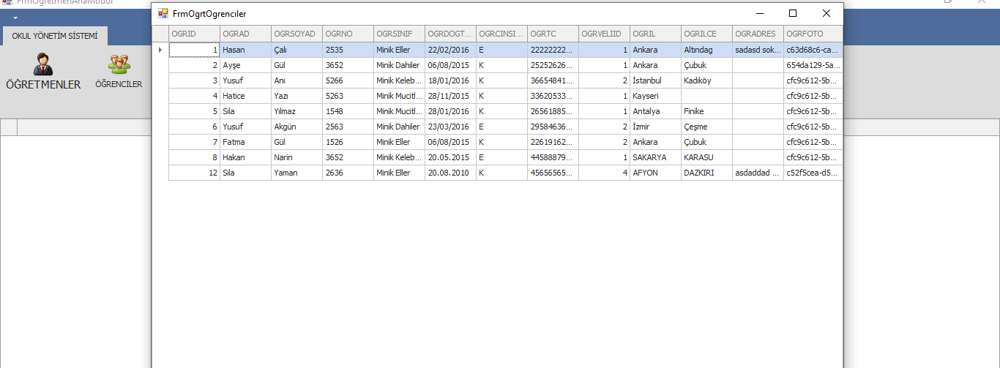 FrmOgretmenAnaModul
FrmOgrtOgrencıler
OKUL YÖNETİM SİSTEMİ
ÖĞRETMENLER
ÖĞRENCİLER
OGRID OGRAD OGRSOYAD OGRNO OGRSINIF OGRDOGT... OGRCINSI... OGRTC OGRVELIID OGRIL OGRILCE OGRADRES OGRFOTO
1 Hasan Çalı 2535 Minik Eller 22/02/2016 E 22222222... 1 Ankara Altındag sadasd sok... c63d68c6-ca...
2 Ayşe Gül 3652 Minik Dahiler 06/08/2015 K 25252626... 1 Ankara Çubuk 654da129-5a...
3 Yusuf Anı 5266 Minik Keleb... 18/01/2016 K 36654841... 2 İstanbul Kadıköy cfc9c612-5b...
4 Hatice Yazı 5263 Minik Mucitl... 28/11/2015 K 33620533... 1 Kayseri cfc9c612-5b...
5 Sıla Yılmaz 1548 Minik Mucitl... 28/01/2016 K 26561885... 1 Antalya Finike cfc9c612-5b...
6 Yusuf Akgün 2563 Minik Dahiler 23/03/2016 E 29584636... 2 İzmir Çeşme cfc9c612-5b...
7 Fatma Gül 1526 Minik Eller 06/08/2015 K 22619162... 2 Ankara Çubuk cfc9c612-5b...
8 Hakan Narin 3652 Minik Keleb... 20.05.2015 E 44588879... 1 SAKARYA KARASU cfc9c612-5b...
12 Sıla Yaman 2636 Minik Eller 20.08.2010 K 45656565... 4 AFYON DAZKIRI asdaddad ... c52f5cea-d5...